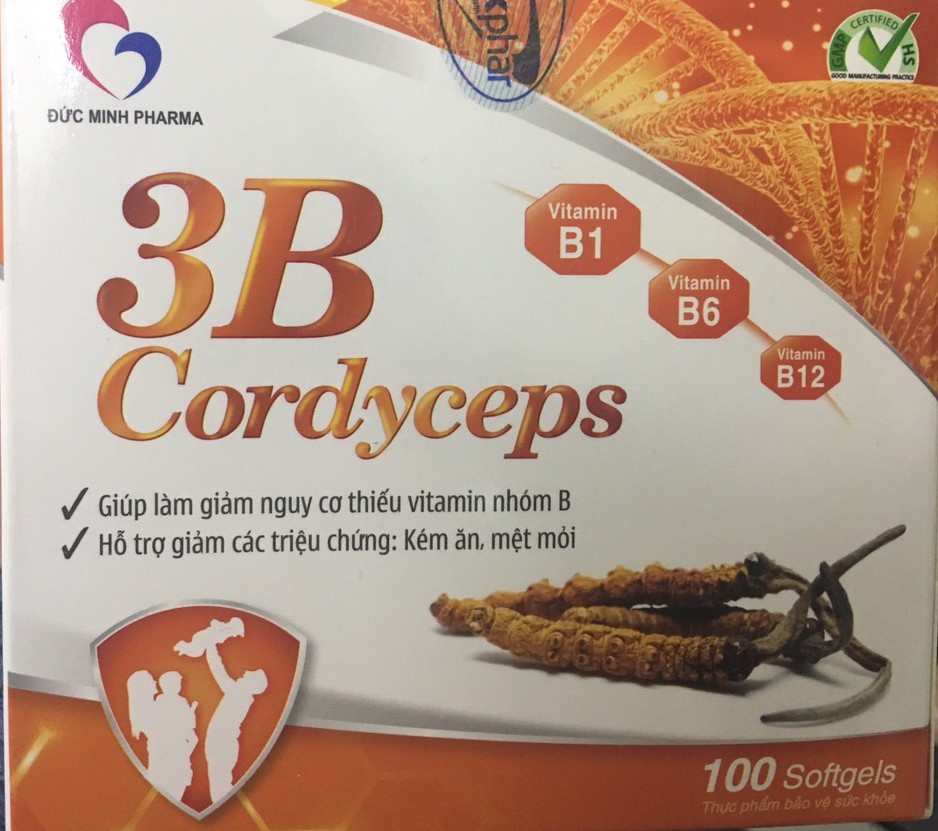 ĐỨC MINH PHARMA
GMP CERTIFIED HS
GOOD MANUFACTURING PRACTICE
3B
Cordyceps
Vitamin
B1
Vitamin
B6
Vitamin
B12
✓ Giúp làm giảm nguy cơ thiếu vitamin nhóm B
✓ Hỗ trợ giảm các triệu chứng: Kém ăn, mệt mỏi
100 Softgels
Thực phẩm bảo vệ sức khỏe